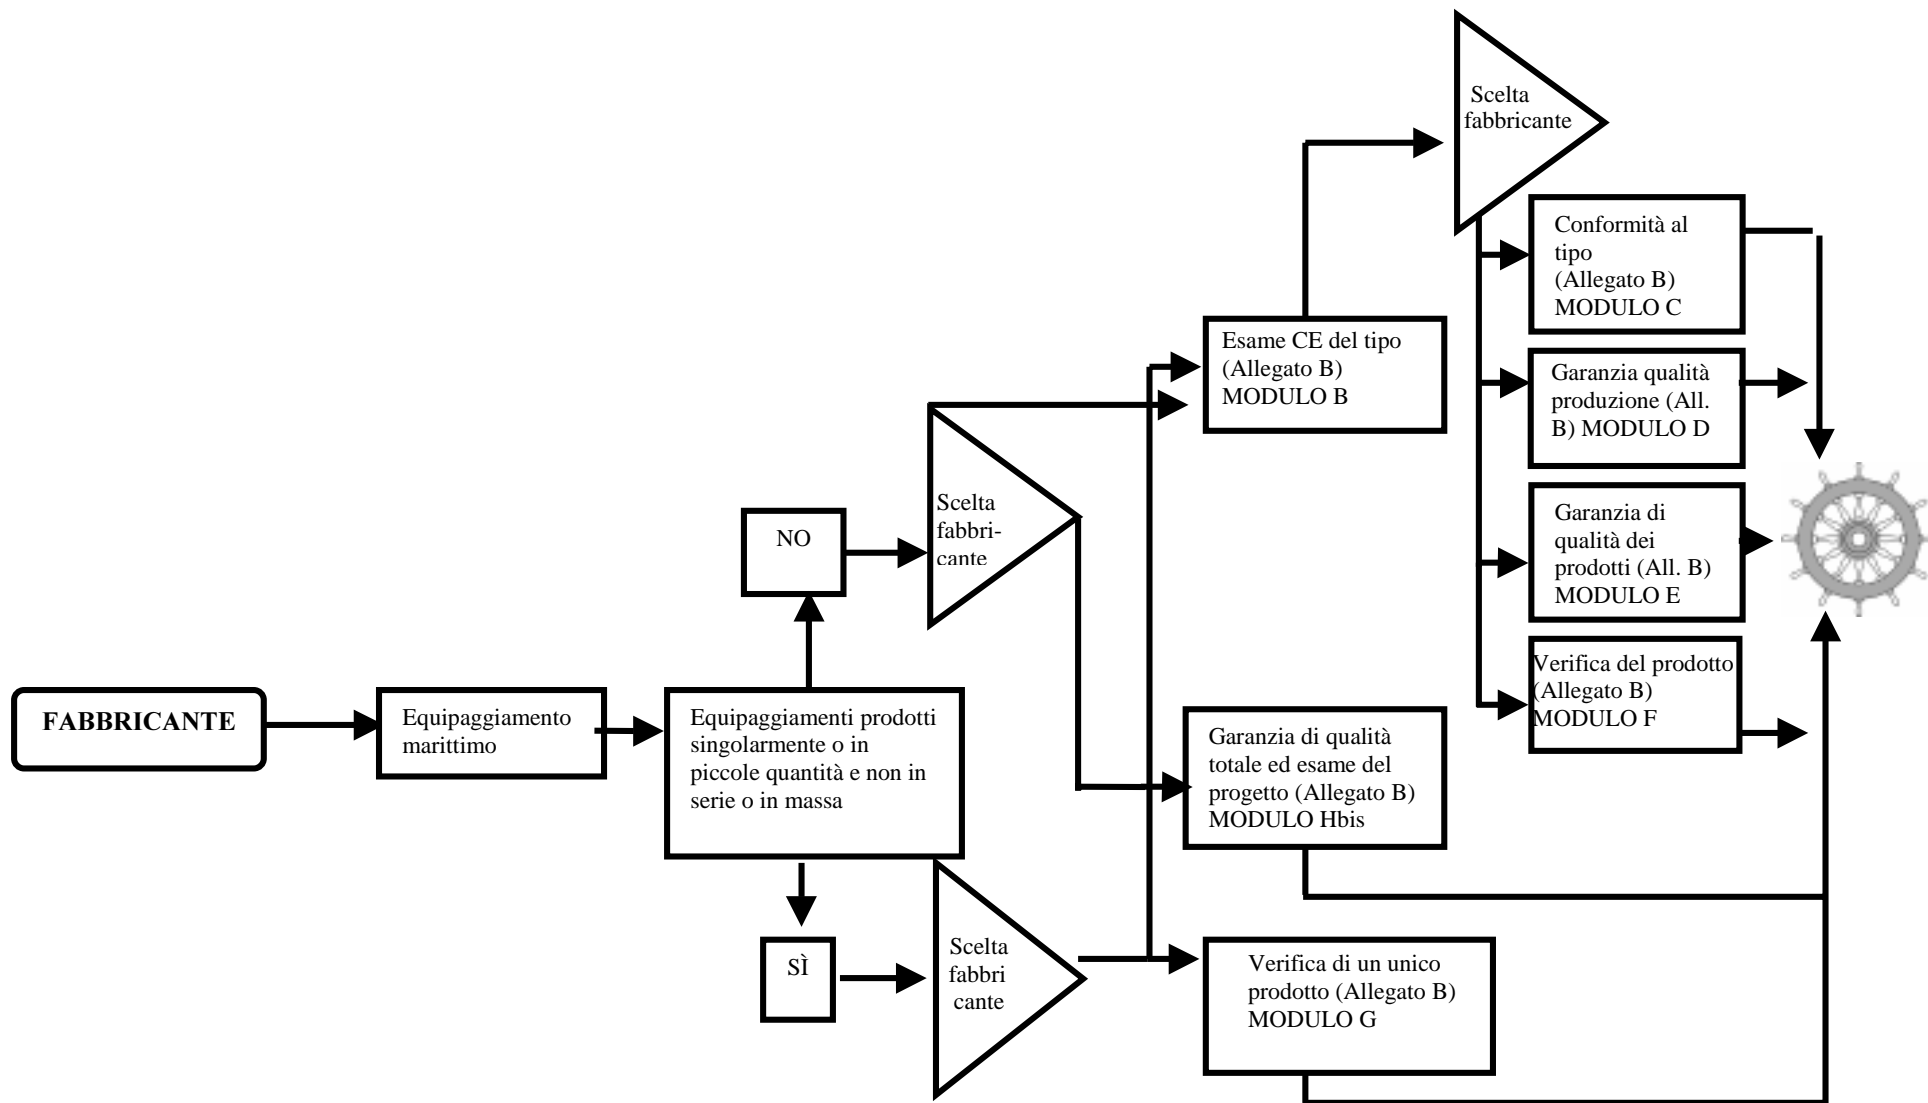 Scelta
fabbricante
Conformità al
tipo
(Allegato B)
MODULO C
Esame CE del tipo
(Allegato B)
MODULO B
Garanzia qualità
produzione (All.
B) MODULO D
Scelta
fabbri-
cante
NO
Garanzia di
qualità dei
prodotti (All. B)
MODULO E
Verifica del prodotto
(Allegato B)
MODULO F
FABBRICANTE
Equipaggiamento
marittimo
Equipaggiamenti prodotti
singolarmente o in
piccole quantità e non in
serie o in massa
Garanzia di qualità
totale ed esame del
progetto (Allegato B)
MODULO Hbis
SÌ
Scelta
fabbri
cante
Verifica di un unico
prodotto (Allegato B)
MODULO G